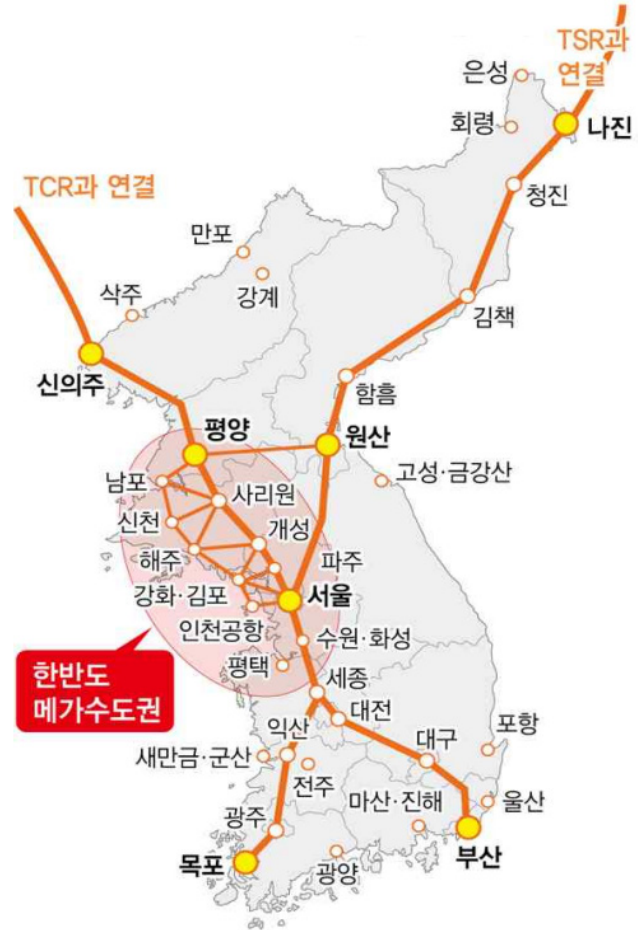 TSR과
연결
은성
회령
나진
청진
TCR과 연결
만포
강계
삭주
김책
신의주
함흥
평양
원산
남포
사리원
고성·금강산
신천
개성
해주
파주
강화·김포
서울
인천공항
수원·화성
평택
한반도
메가수도권
세종
대전
익산
대구
포항
새만금·군산
전주
마산·진해
울산
광주
목포
광양
부산